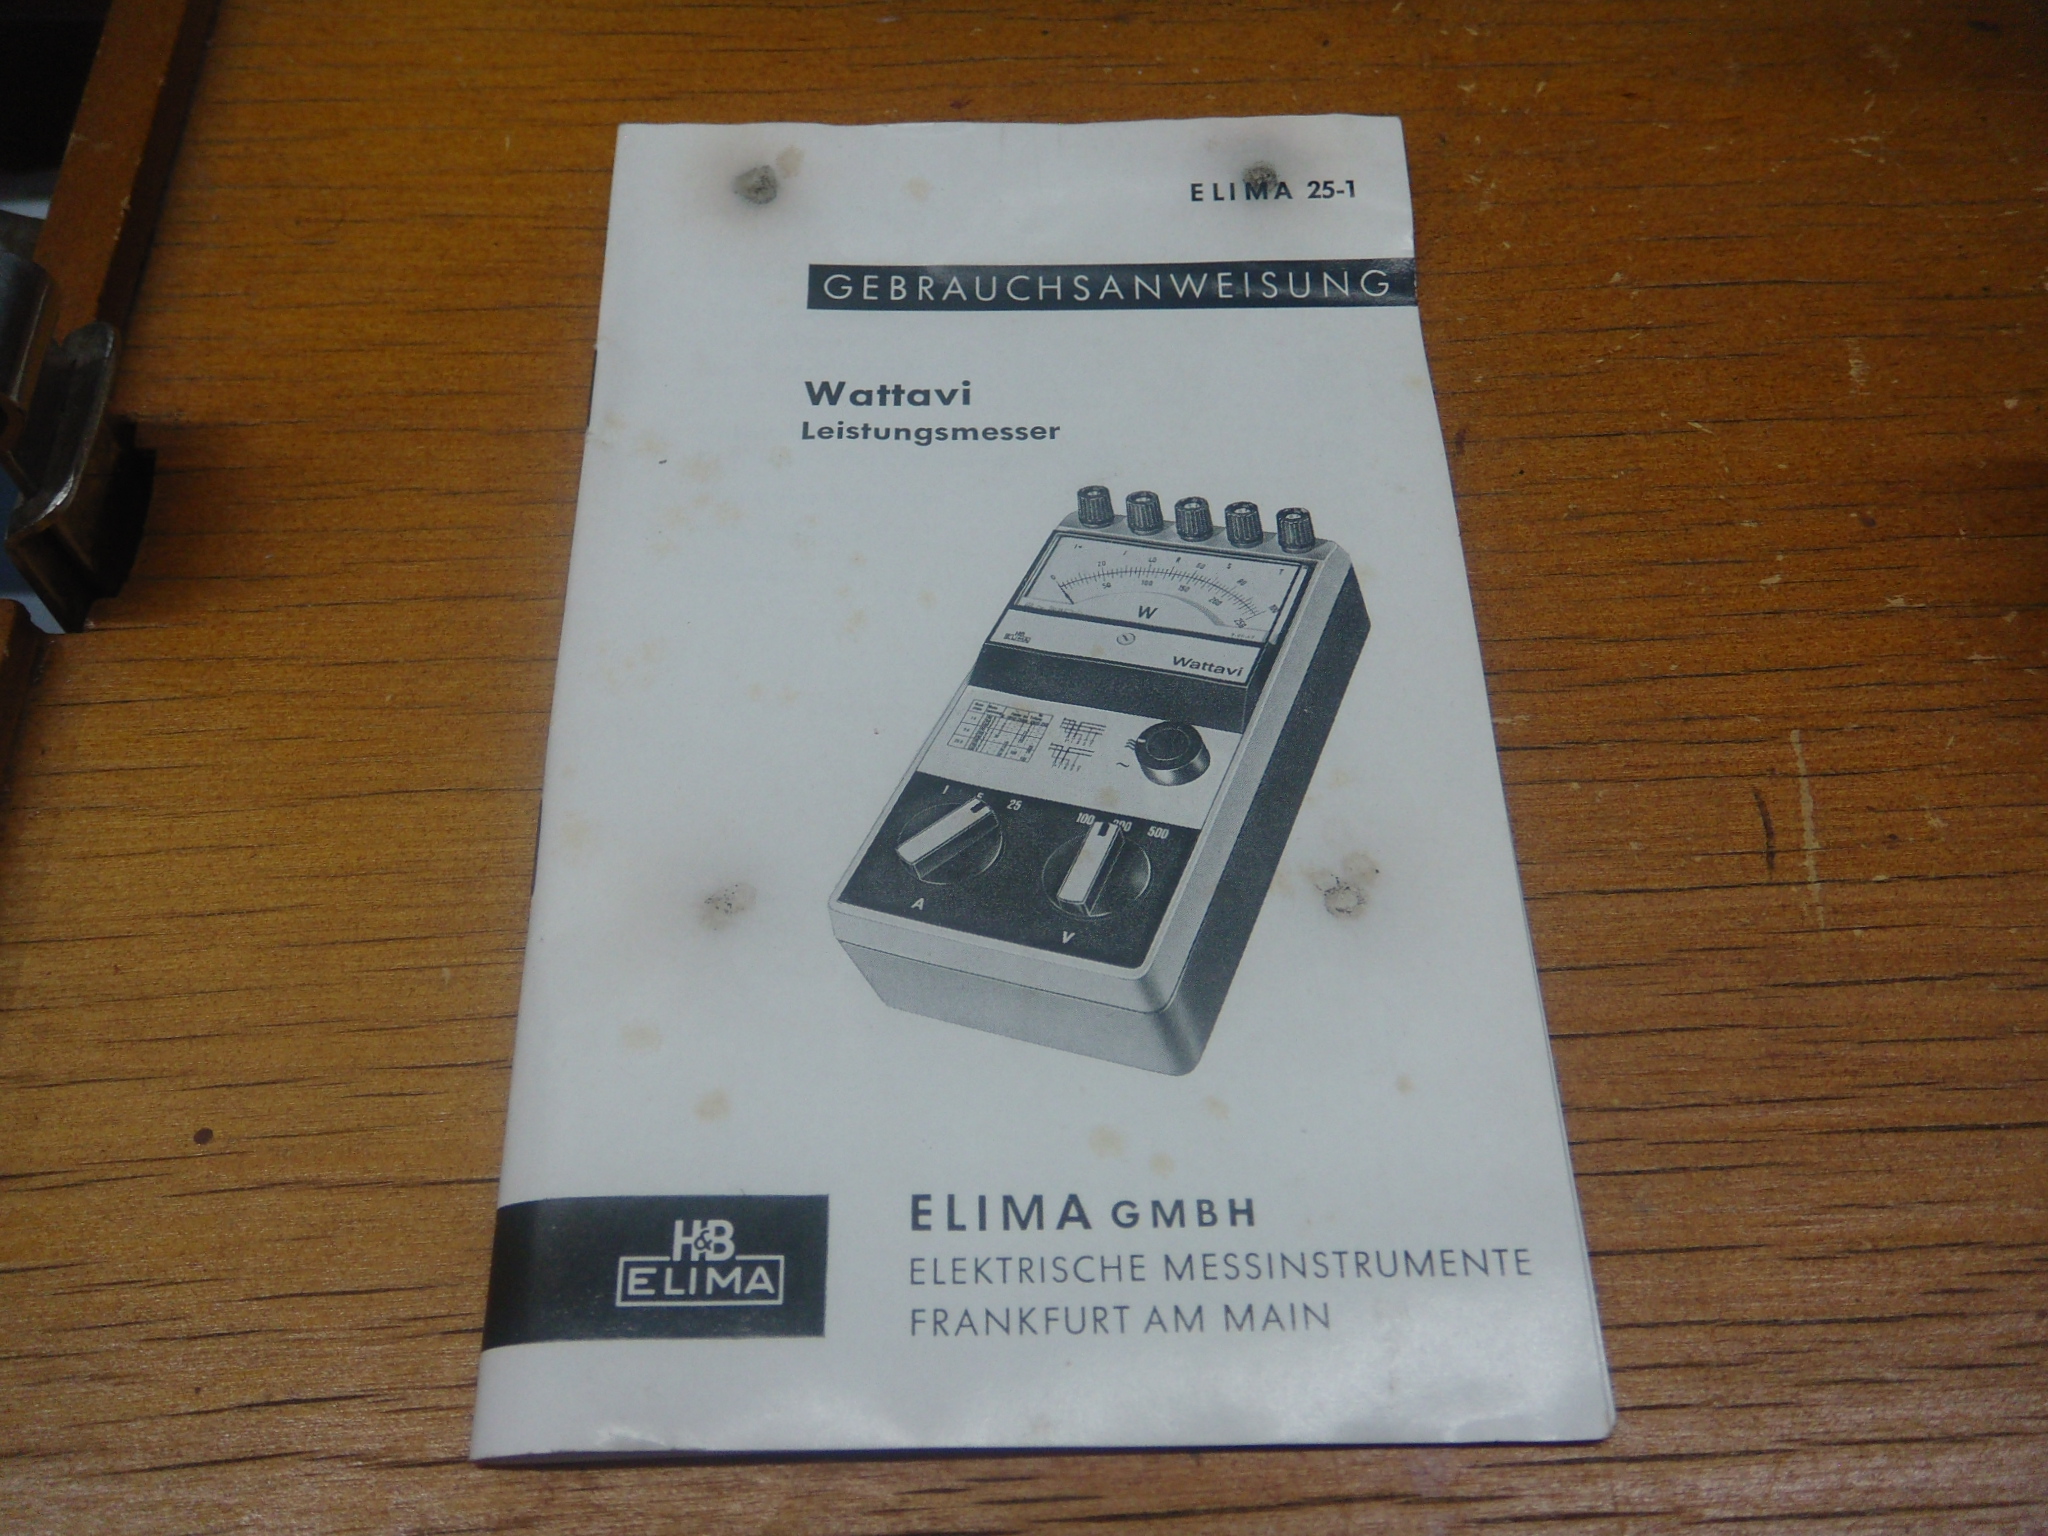 ELIMA 25-1
GEBRAUCHSANWEISUNG
Wattavi
Leistungsmesser
W
Wattavi
1 5 25
100 500
A
V
H&B
ELIMA
ELIMA GMBH
ELEKTRISCHE MESSINSTRUMENTE
FRANKFURT AM MAIN